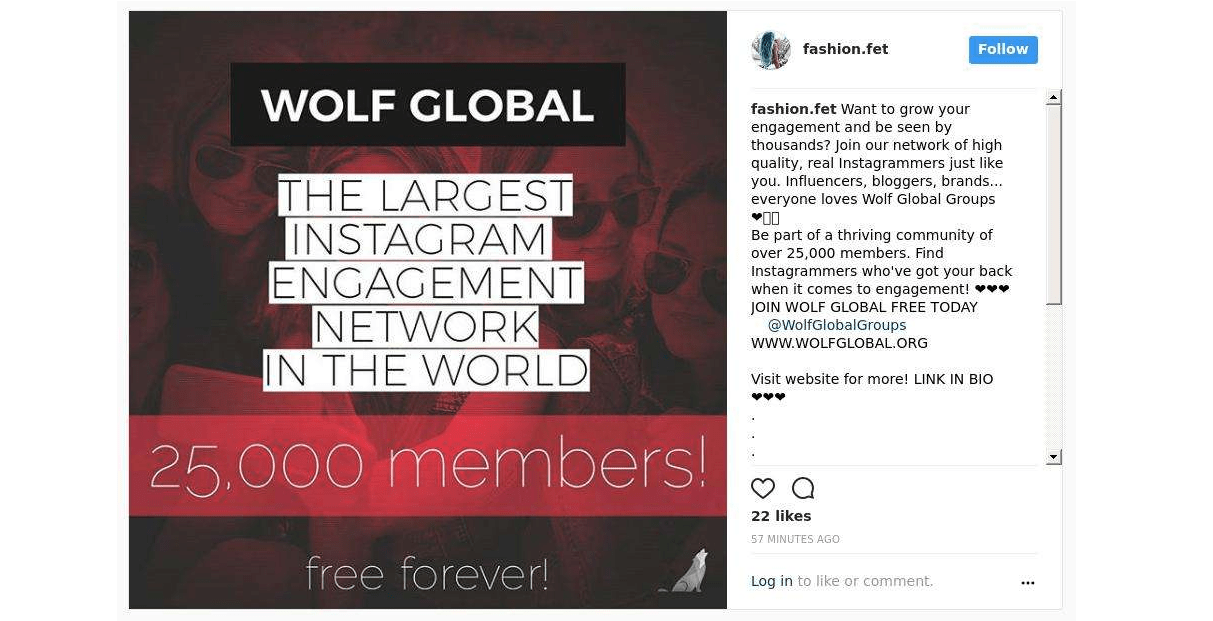 WOLF GLOBAL
THE LARGEST
INSTAGRAM
ENGAGEMENT
NETWORK
IN THE WORLD
25,000 members!
free forever!
fashion.fet
Follow
fashion.fet Want to grow your
engagement and be seen by
thousands? Join our network of high
quality, real Instagrammers just like
you. Influencers, bloggers, brands...
everyone loves Wolf Global Groups
❤
Be part of a thriving community of
over 25,000 members. Find
Instagrammers who've got your back
when it comes to engagement! ❤❤❤
JOIN WOLF GLOBAL FREE TODAY
@WolfGlobalGroups
WWW.WOLFGLOBAL.ORG
Visit website for more! LINK IN BIO
❤❤❤
.
.
.
22 likes
57 MINUTES AGO
Log in to like or comment.